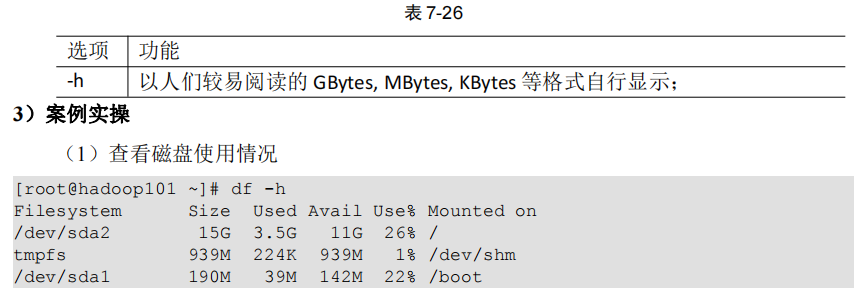 表 7-26
选项 功能
-h 以人们较易阅读的 GBytes, MBytes, KBytes 等格式自行显示；
3）案例实操
（1）查看磁盘使用情况
[root@hadoop101 ~]# df -h
Filesystem      Size  Used Avail Use% Mounted on
/dev/sda2        15G  3.5G   11G  26% /
tmpfs           939M  224K  939M   1% /dev/shm
/dev/sda1       190M   39M  142M  22% /boot